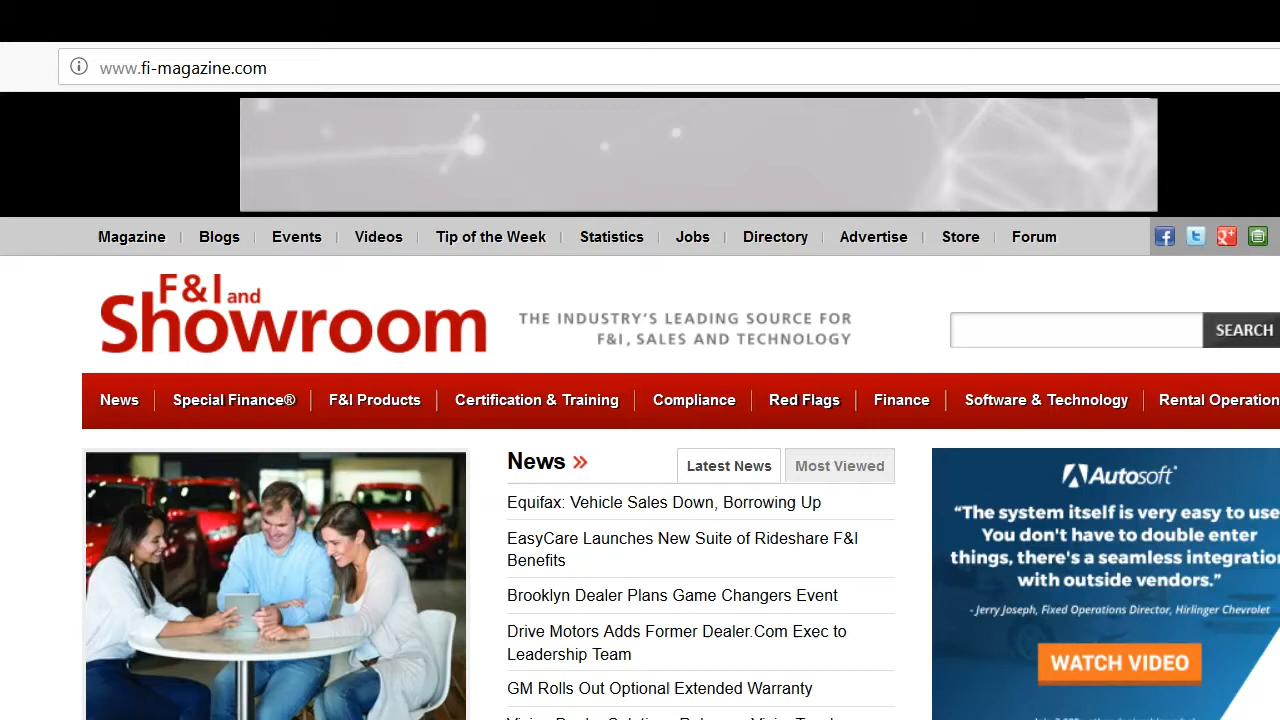 www.fi-magazine.com
Magazine Blogs Events Videos Tip of the Week Statistics Jobs Directory Advertise Store Forum
F&I and
Showroom
THE INDUSTRY'S LEADING SOURCE FOR
F&I, SALES AND TECHNOLOGY
SEARCH
News Special Finance® F&I Products Certification & Training Compliance Red Flags Finance Software & Technology Rental Operation
News »
Latest News
Most Viewed
Equifax: Vehicle Sales Down, Borrowing Up
EasyCare Launches New Suite of Rideshare F&I
Benefits
Brooklyn Dealer Plans Game Changers Event
Drive Motors Adds Former Dealer.Com Exec to
Leadership Team
GM Rolls Out Optional Extended Warranty
Autosoft
“The system itself is very easy to use
You don't have to double enter
things, there's a seamless integratio
with outside vendors.”
- Jerry Joseph, Fixed Operations Director, Hirlinger Chevrolet
WATCH VIDEO